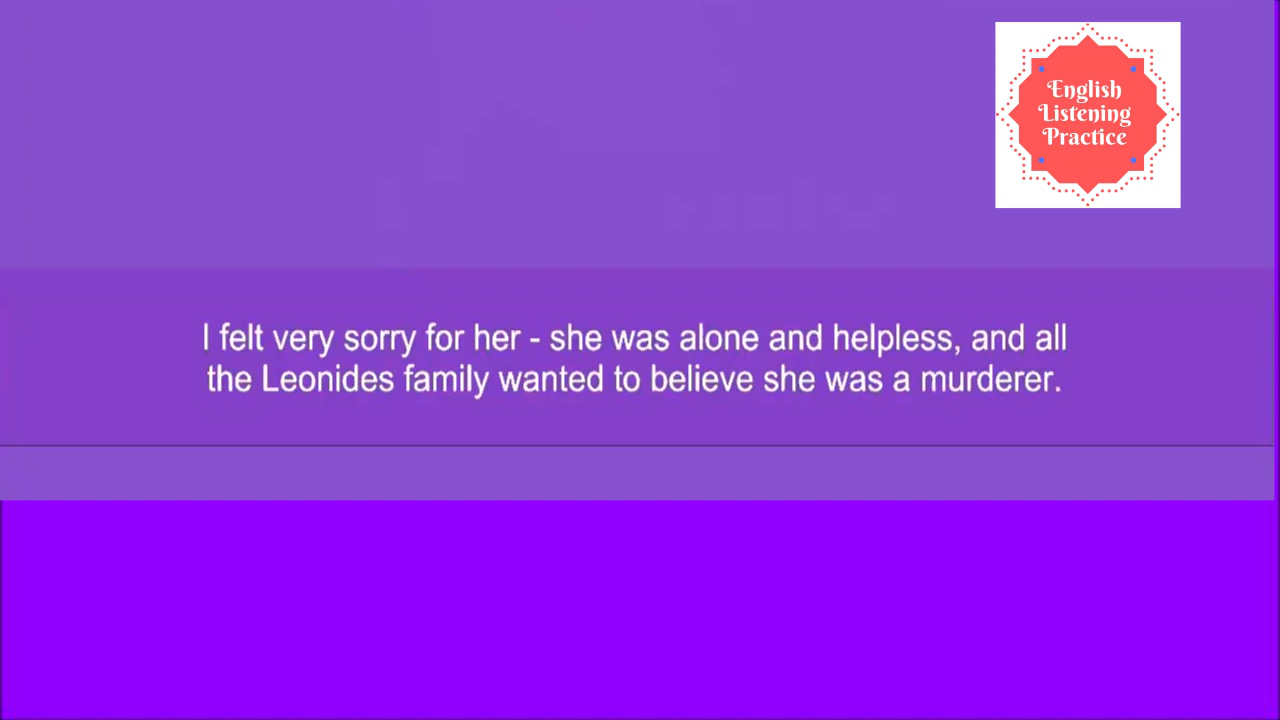 English
Listening
Practice
I felt very sorry for her - she was alone and helpless, and all
the Leonides family wanted to believe she was a murderer.